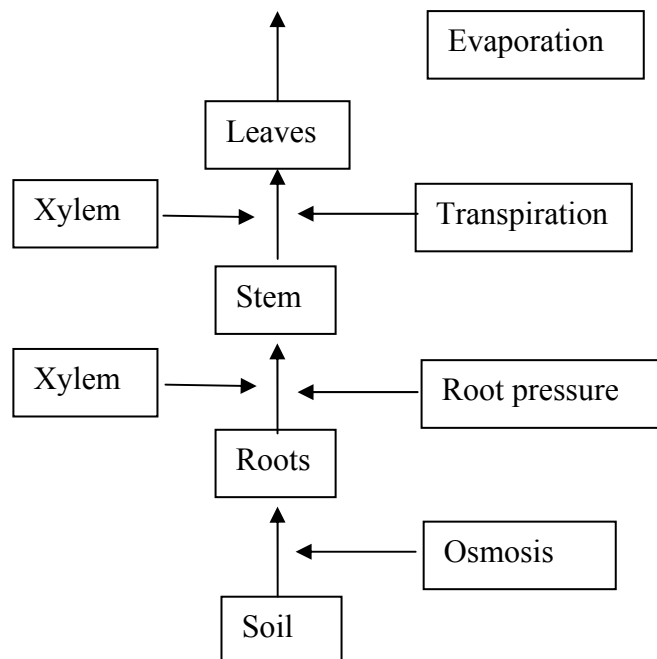 Evaporation
Leaves
Xylem
Transpiration
Stem
Xylem
Root pressure
Roots
Osmosis
Soil